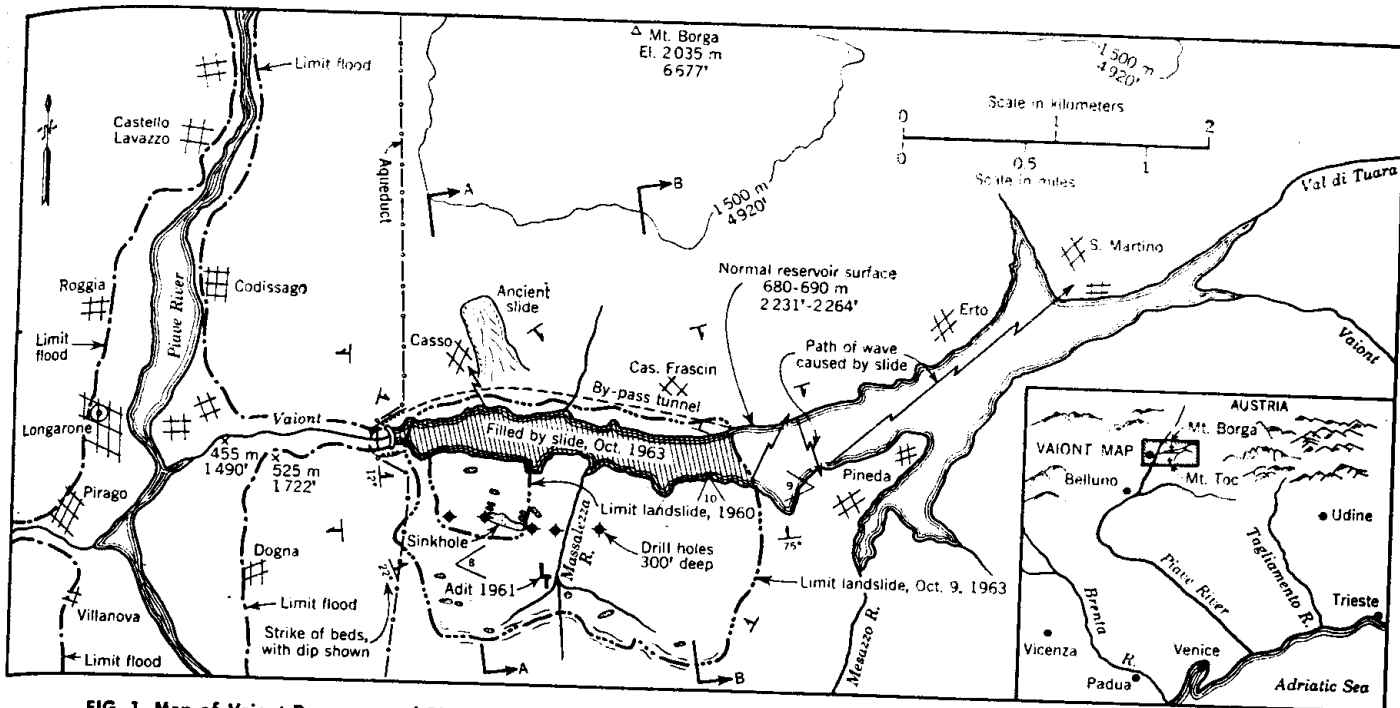 Mt. Borga
El. 2035 m
6677'
1500 m
4920'
Scale in kilometers
0 1 2
0 0.5 1
Scale in miles
Limit flood
Castello
Lavazzo
Aqueduct
A
B
1500 m
4920'
Val di Tuara
S. Martino
Normal reservoir surface
680-690 m
2231'-2264'
Roggia
Codissago
Piave River
Ancient
slide
Erto
Vaiont
Limit
flood
Casso
Cas. Frascin
Path of wave
caused by slide
By-pass tunnel
Longarone
Vaiont
Filled by slide, Oct. 1963
455 m
1490'
525 m
1722'
12°
Pirago
Pineda
9
10
Limit landslide, 1960
Sinkhole
Massalezza
R.
Drill holes
300' deep
75°
8
Adit 1961
Dogna
22°
Limit landslide, Oct. 9, 1963
Limit flood
Villanova
Strike of beds,
with dip shown
Limit flood
A
B
Mesazzo R.
AUSTRIA
Mt. Borga
VAIONT MAP
Belluno
Mt. Toc
Udine
Tagliamento R.
Piave River
Brenta
R.
Trieste
Vicenza
Venice
Padua
Adriatic Sea